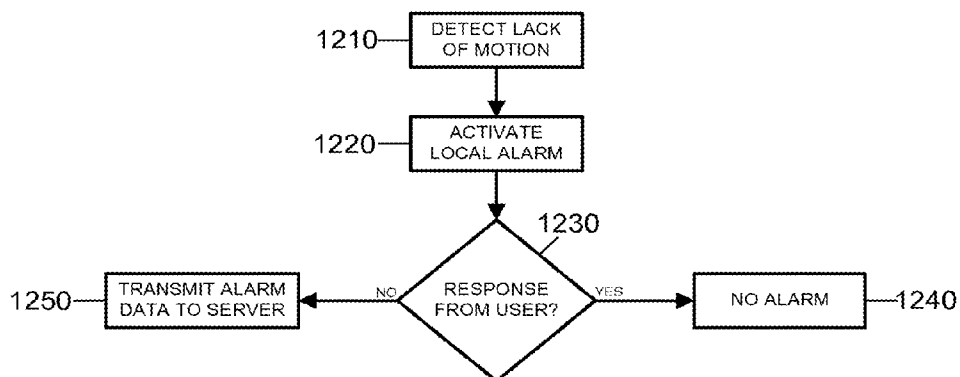 1210
DETECT LACK
OF MOTION
1220
ACTIVATE
LOCAL ALARM
1230
1250
TRANSMIT ALARM
DATA TO SERVER
NO
RESPONSE
FROM USER?
YES
NO ALARM
1240